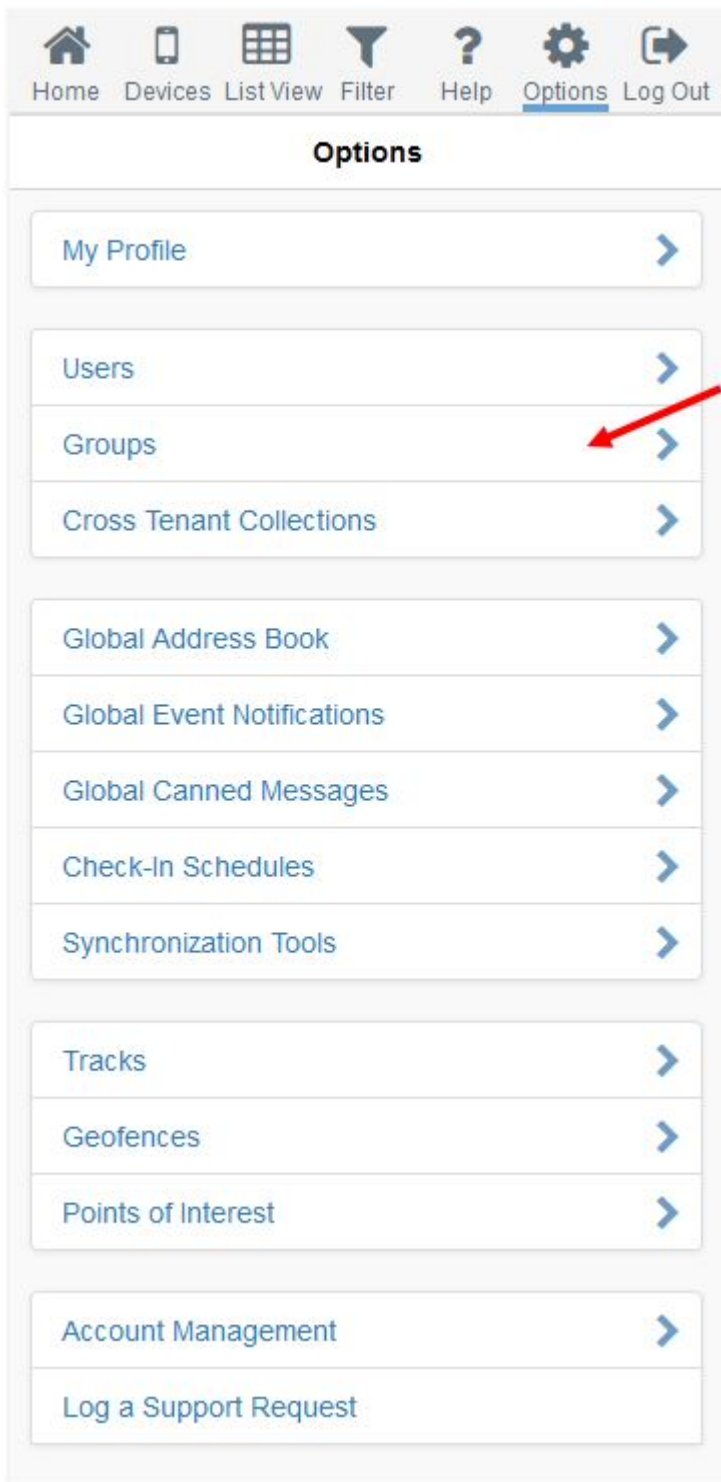 Home Devices List View Filter Help Options Log Out
Options
My Profile
Users
Groups
Cross Tenant Collections
Global Address Book
Global Event Notifications
Global Canned Messages
Check-In Schedules
Synchronization Tools
Tracks
Geofences
Points of Interest
Account Management
Log a Support Request